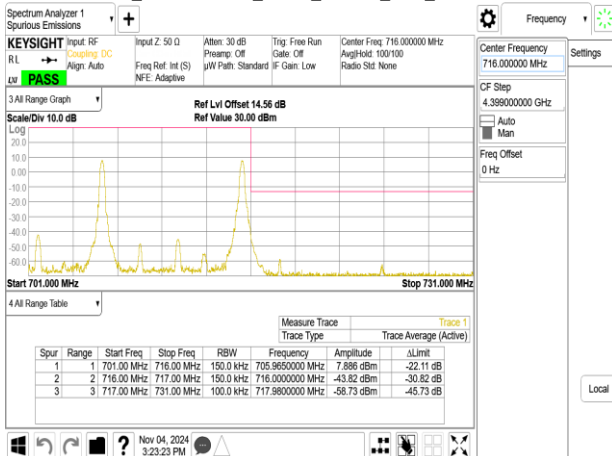 Spectrum Analyzer 1
Spurious Emissions
+
Frequency
KEYSIGHT
RL
LXI
PASS
Input: RF
Coupling: DC
Align: Auto
Input Z: 50 Ω
Freq Ref: Int (S)
NFE: Adaptive
Atten: 30 dB
Preamp: Off
µW Path: Standard
Trig: Free Run
Gate: Off
IF Gain: Low
Center Freq: 716.000000 MHz
Avg|Hold: 100/100
Radio Std: None
Center Frequency
716.000000 MHz
Settings
CF Step
4.399000000 GHz
Auto
Man
Freq Offset
0 Hz
Local
3 All Range Graph
Scale/Div 10.0 dB
Ref Lvl Offset 14.56 dB
Ref Value 30.00 dBm
Log
20.0
10.0
0.00
-10.0
-20.0
-30.0
-40.0
-50.0
-60.0
Start 701.000 MHz
Stop 731.000 MHz
4 All Range Table
Measure Trace Trace 1
Trace Type Trace Average (Active)
Spur Range Start Freq Stop Freq RBW Frequency Amplitude ΔLimit
1 1 701.00 MHz 716.00 MHz 150.0 kHz 705.9650000 MHz 7.886 dBm -22.11 dB
2 2 716.00 MHz 717.00 MHz 150.0 kHz 716.0000000 MHz -43.82 dBm -30.82 dB
3 3 717.00 MHz 731.00 MHz 100.0 kHz 717.9800000 MHz -58.73 dBm -45.73 dB
?
Nov 04, 2024
3:23:23 PM